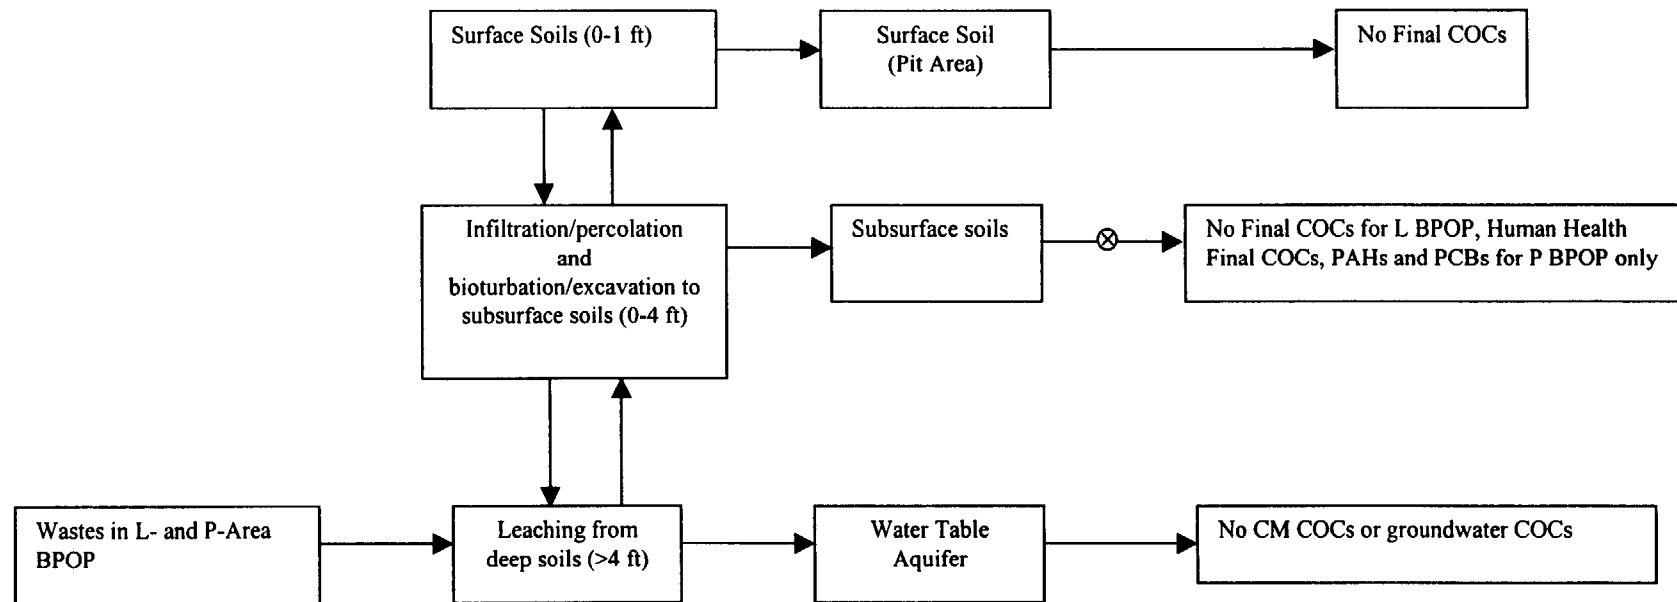 Surface Soils (0-1 ft)
Surface Soil
(Pit Area)
No Final COCs
Infiltration/percolation
and
bioturbation/excavation to
subsurface soils (0-4 ft)
Subsurface soils
No Final COCs for L BPOP, Human Health
Final COCs, PAHs and PCBs for P BPOP only
Wastes in L- and P-Area
BPOP
Leaching from
deep soils (>4 ft)
Water Table
Aquifer
No CM COCs or groundwater COCs